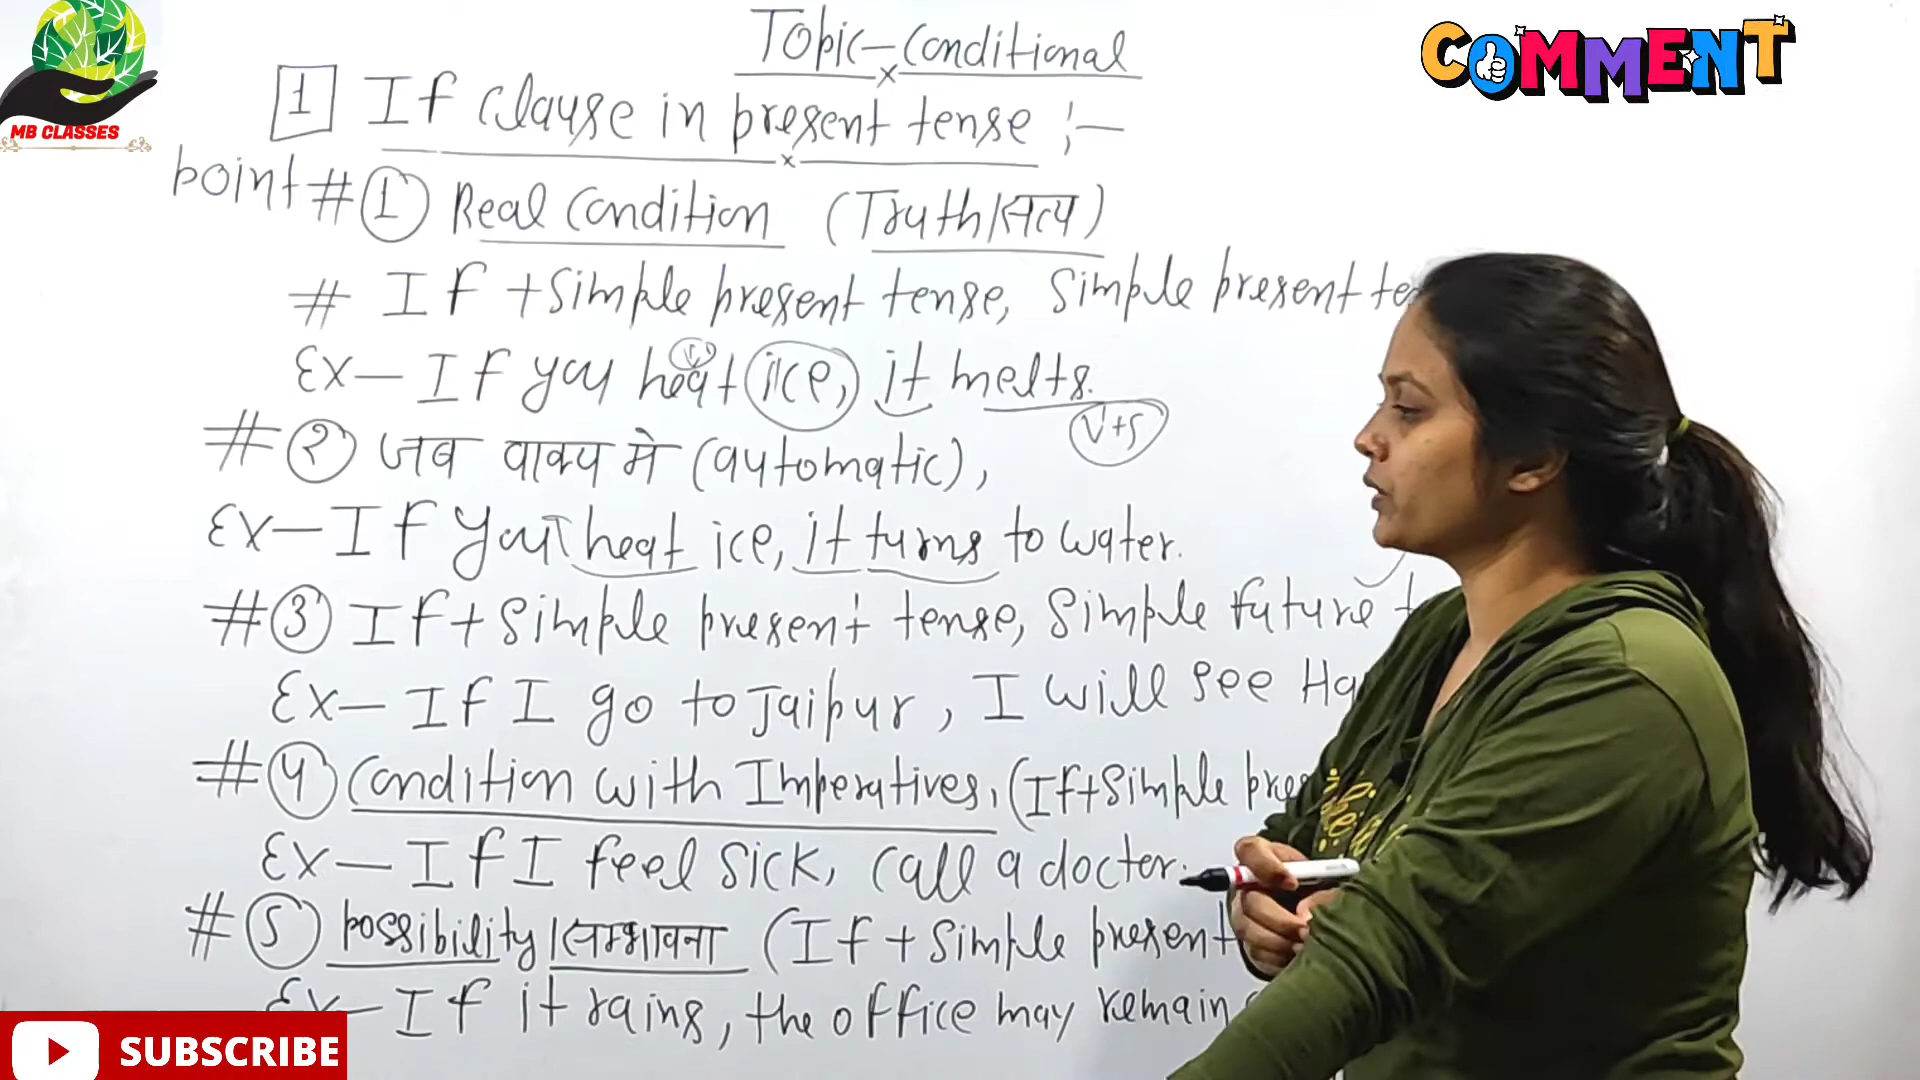 Topic-Conditional
COMMENT
MB CLASSES
1 If clause in present tense :-
point # 1 Real Condition (Truth/सत्य)
# If + Simple present tense, Simple present
Ex- If you heat ice, it melts.
V
V+s
# 2 जब वाक्य मे (automatic),
Ex- If you heat ice, it turns to water.
# 3 If + Simple present tense, Simple future
Ex- If I go to Jaipur, I will see
# 4 Condition with Imperatives, (If + Simple
Ex- If I feel sick, call a doctor.
# 5 possibility/सम्भावना (If + Simple present
Ex- If it rains, the office may remain
SUBSCRIBE